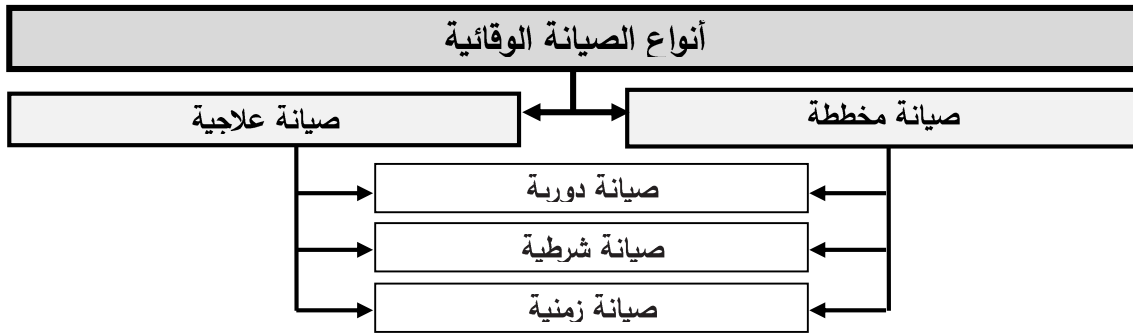 أنواع الصيانة الوقائية
صيانة مخططة
صيانة علاجية
صيانة دورية
صيانة شرطية
صيانة زمنية